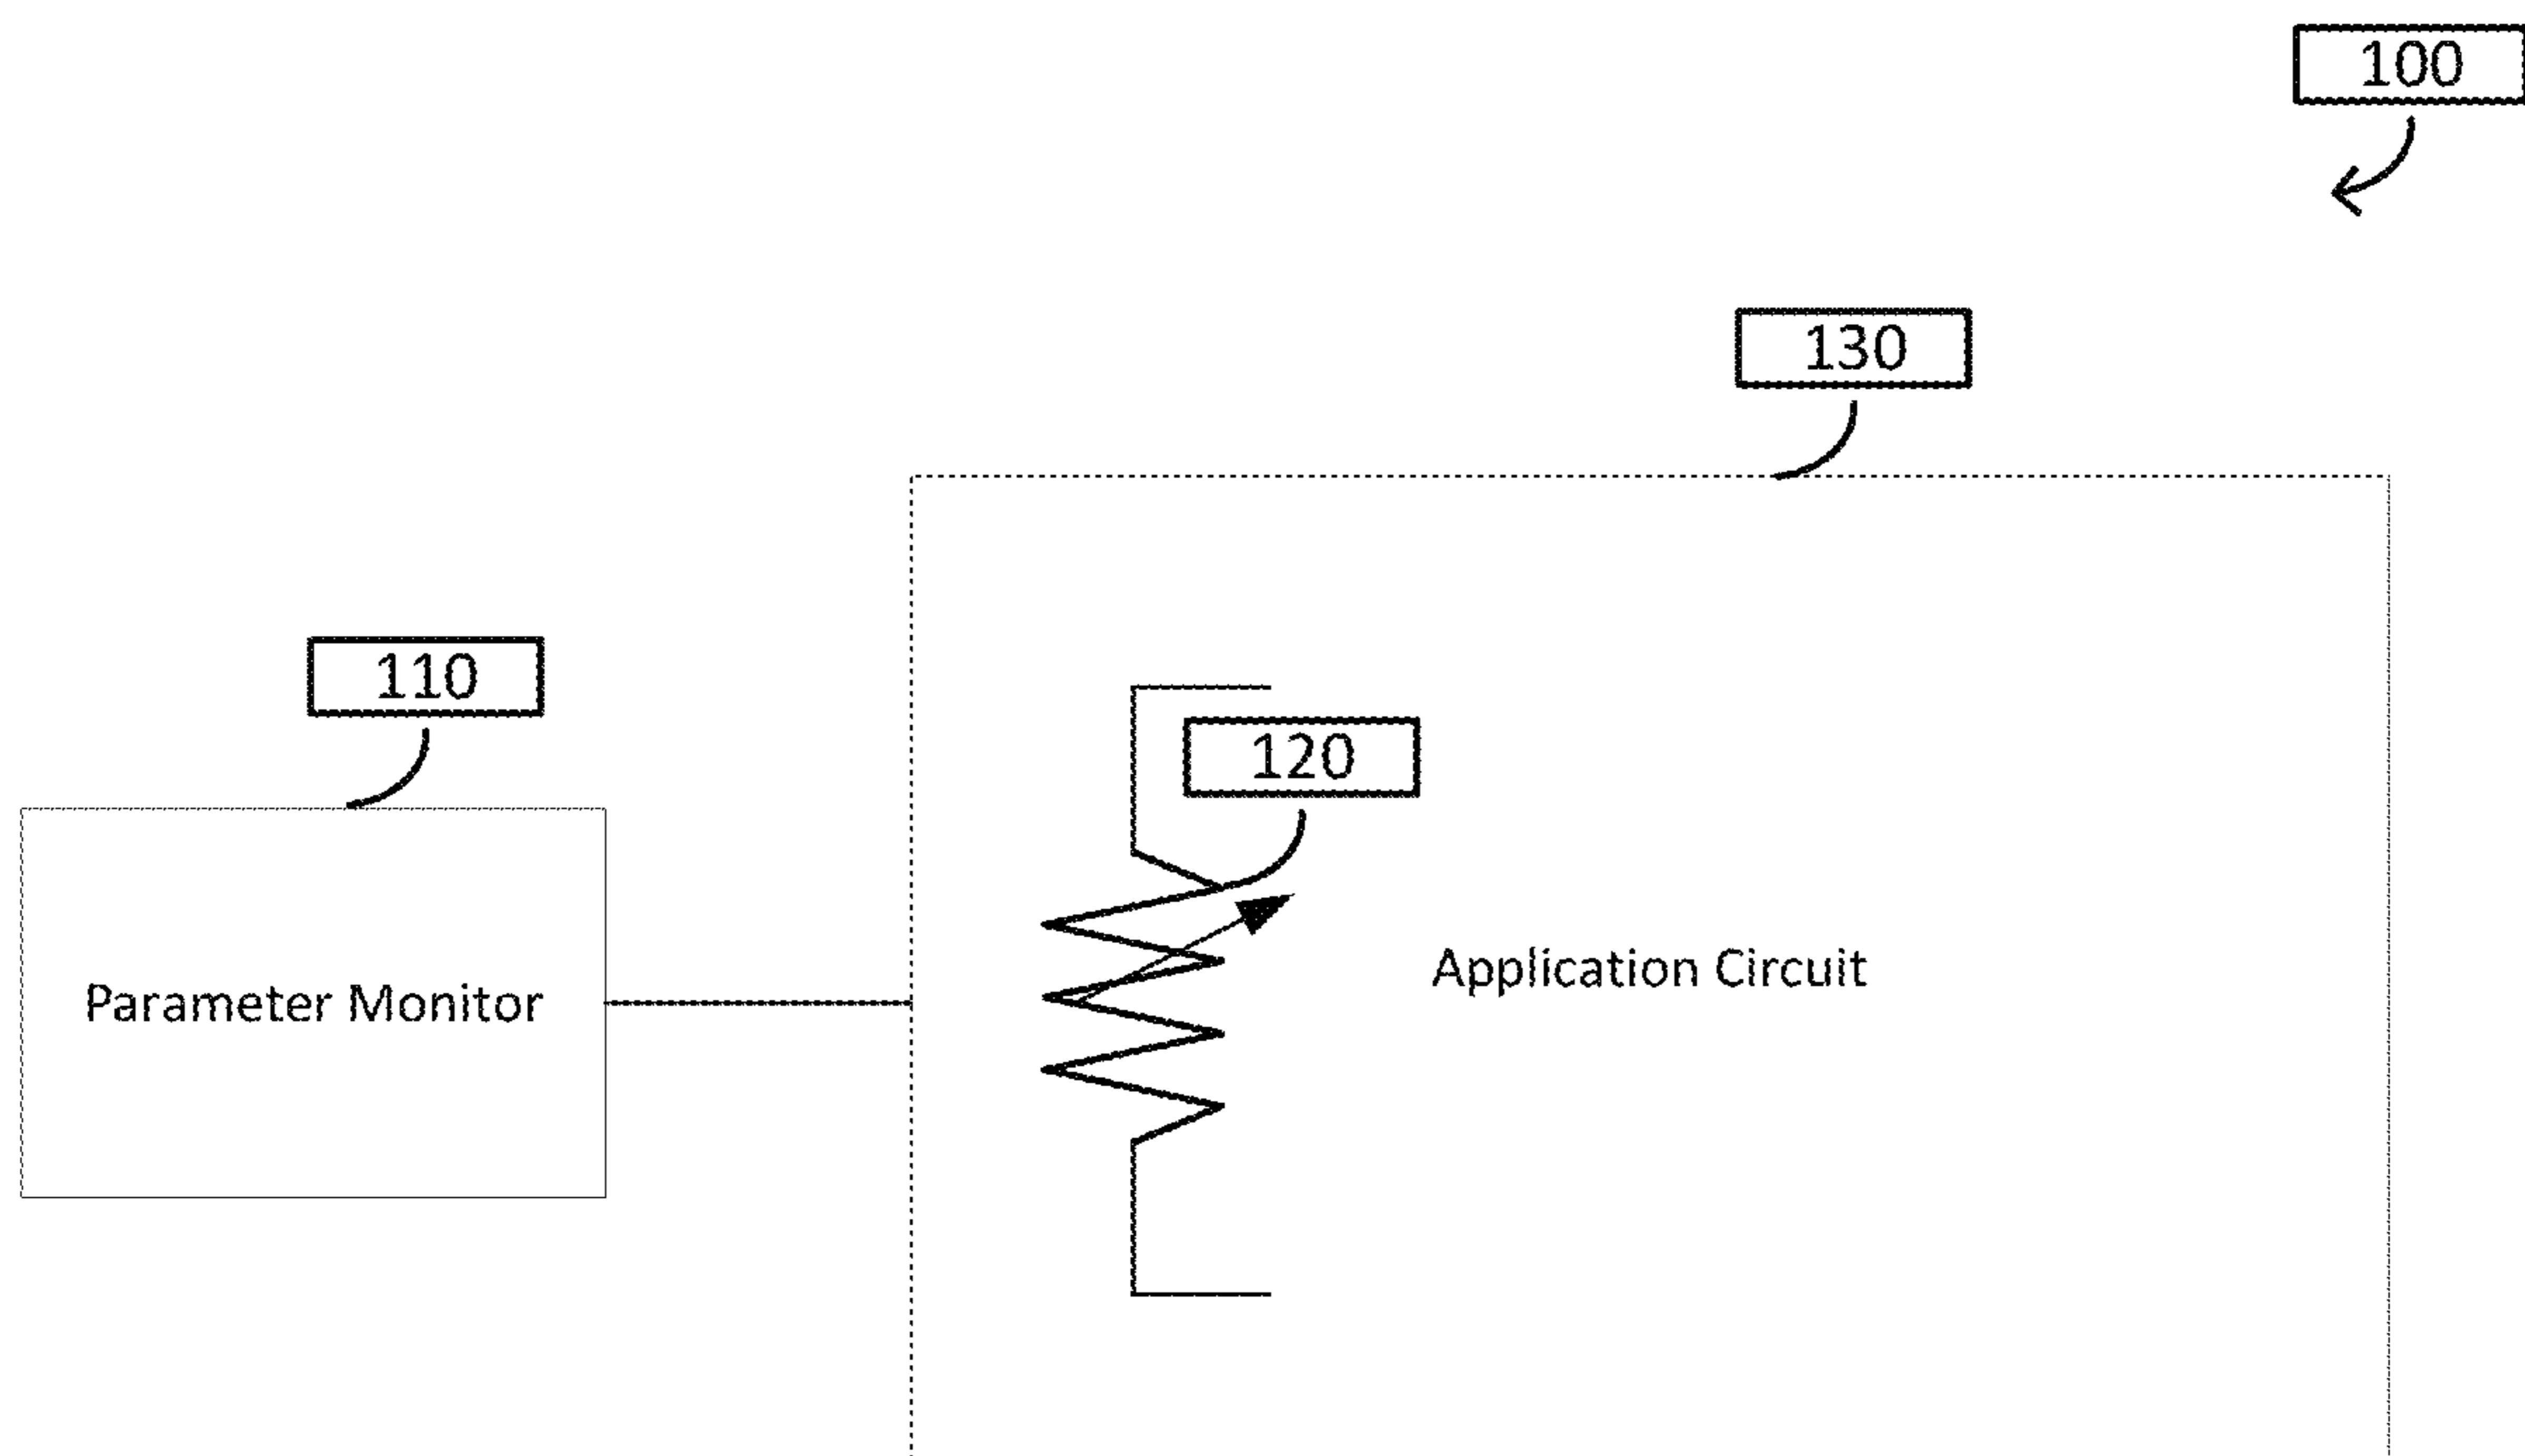 100
130
110
120
Application Circuit
Parameter Monitor